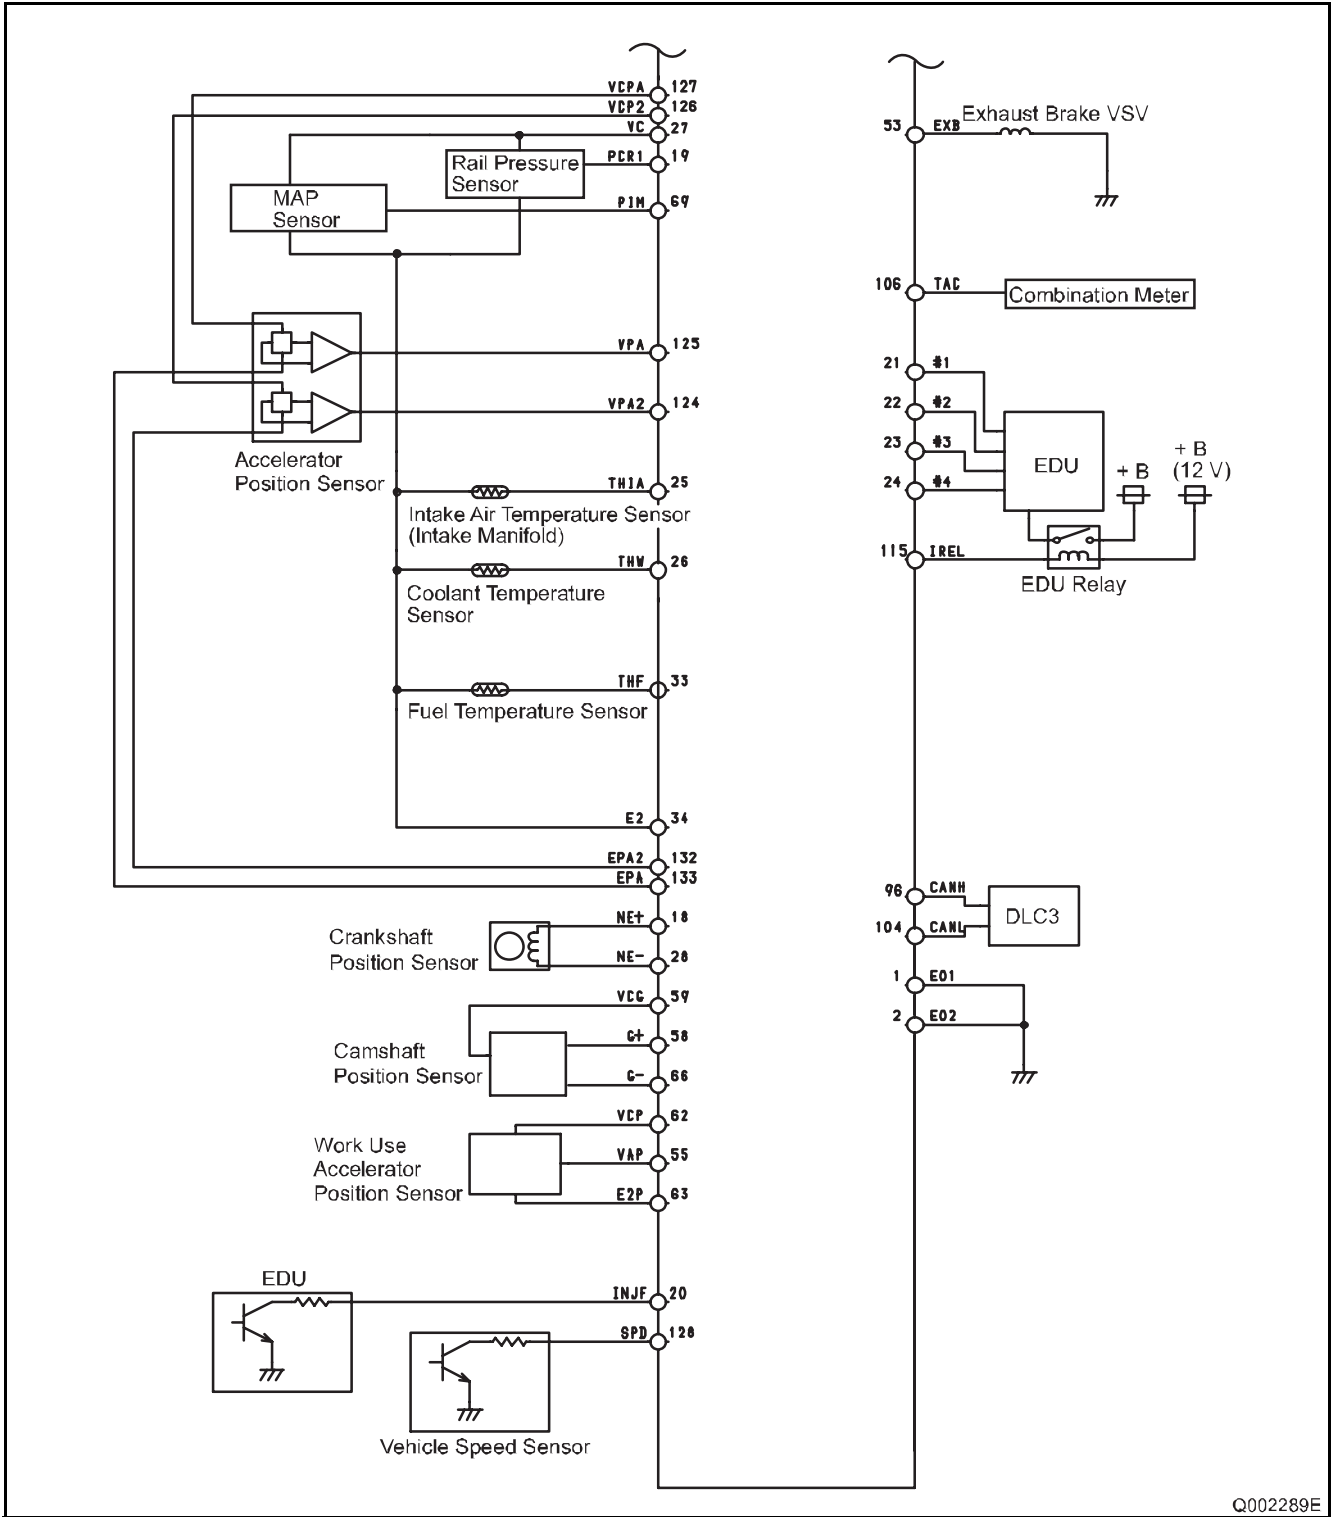 VCPA 127
VCP2 126
VC 27
PCR1 19
Rail Pressure
Sensor
MAP
Sensor
PIM 69
VPA 125
VPA2 124
Accelerator
Position Sensor
THIA 25
Intake Air Temperature Sensor
(Intake Manifold)
THW 26
Coolant Temperature
Sensor
THF 33
Fuel Temperature Sensor
E2 34
EPA2 132
EPA 133
NE+ 18
Crankshaft
Position Sensor
NE- 28
VCG 59
G+ 58
Camshaft
Position Sensor
G- 66
VCP 62
Work Use
Accelerator
Position Sensor
VAP 55
E2P 63
EDU
INJF 20
SPD 128
Vehicle Speed Sensor
53 EXB
Exhaust Brake VSV
106 TAC
Combination Meter
21 #1
22 #2
23 #3
24 #4
EDU
+ B
+ B
(12 V)
115 IREL
EDU Relay
96 CANH
104 CANL
DLC3
1 E01
2 E02
Q002289E